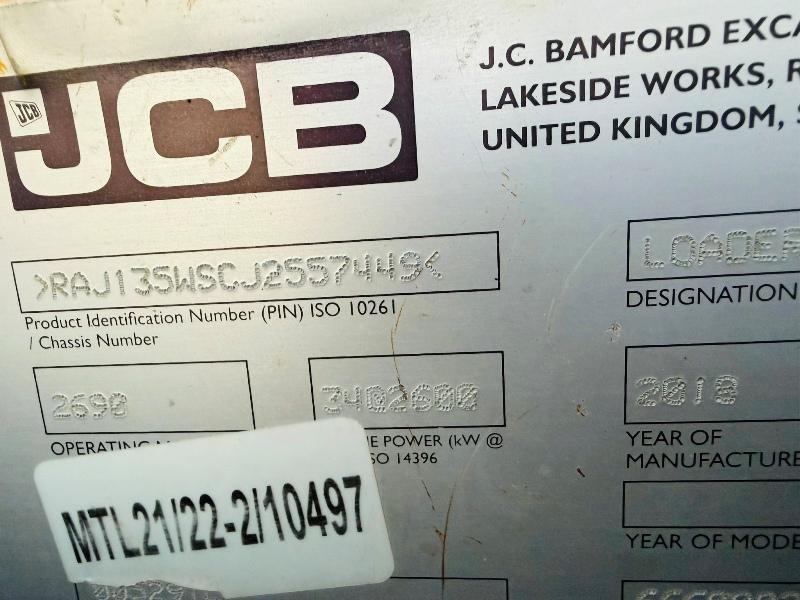 JCB
JCB
J.C. BAMFORD EXCA
LAKESIDE WORKS, R
UNITED KINGDOM, S
>RAJ135WSCJ2557449<
LOADER
Product Identification Number (PIN) ISO 10261
/ Chassis Number
DESIGNATION
2690
3402600
2018
OPERATING
E POWER (kW @
SO 14396
YEAR OF
MANUFACTURE
MTL21/22-2/10497
YEAR OF MODE